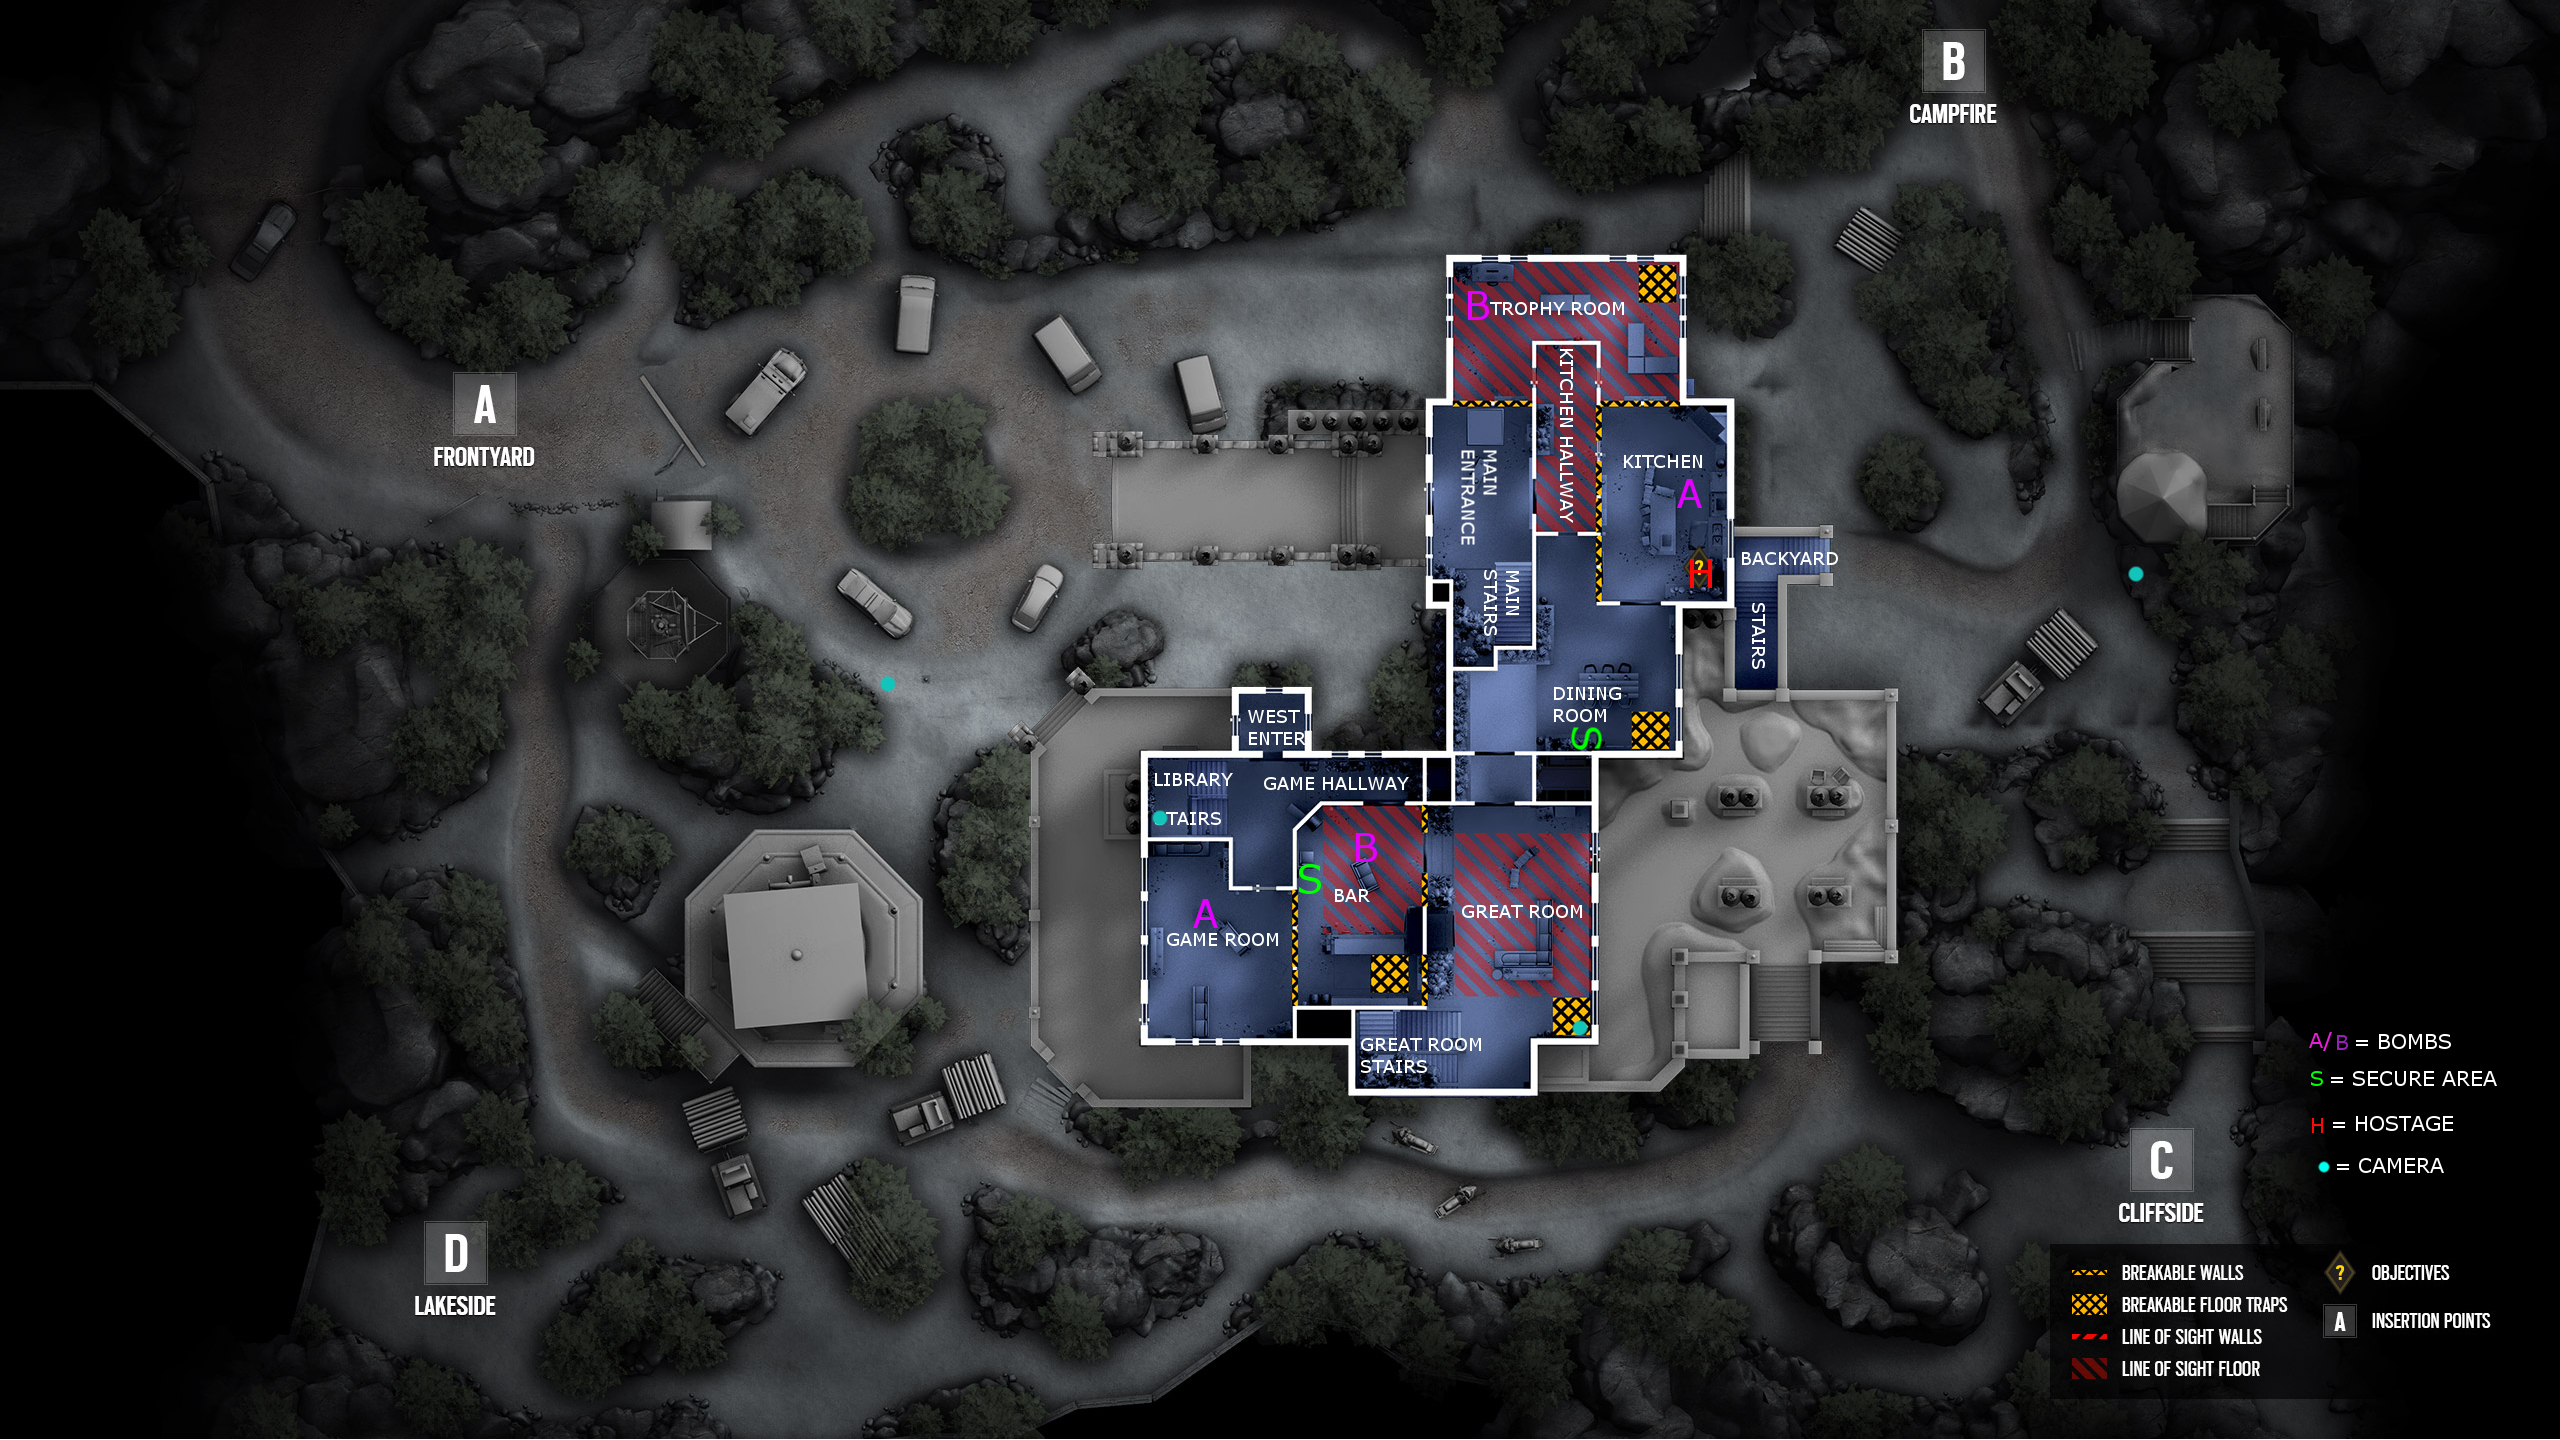 B
CAMPFIRE
A
FRONTYARD
B
TROPHY ROOM
KITCHEN HALLWAY
MAIN
ENTRANCE
KITCHEN
A
BACKYARD
?
H
MAIN
STAIRS
STAIRS
DINING
ROOM
S
WEST
ENTER
LIBRARY
TAIRS
GAME HALLWAY
B
S
BAR
A
GAME ROOM
GREAT ROOM
GREAT ROOM
STAIRS
A/B = BOMBS
S = SECURE AREA
H = HOSTAGE
= CAMERA
C
CLIFFSIDE
D
LAKESIDE
BREAKABLE WALLS
BREAKABLE FLOOR TRAPS
LINE OF SIGHT WALLS
LINE OF SIGHT FLOOR
? OBJECTIVES
A INSERTION POINTS